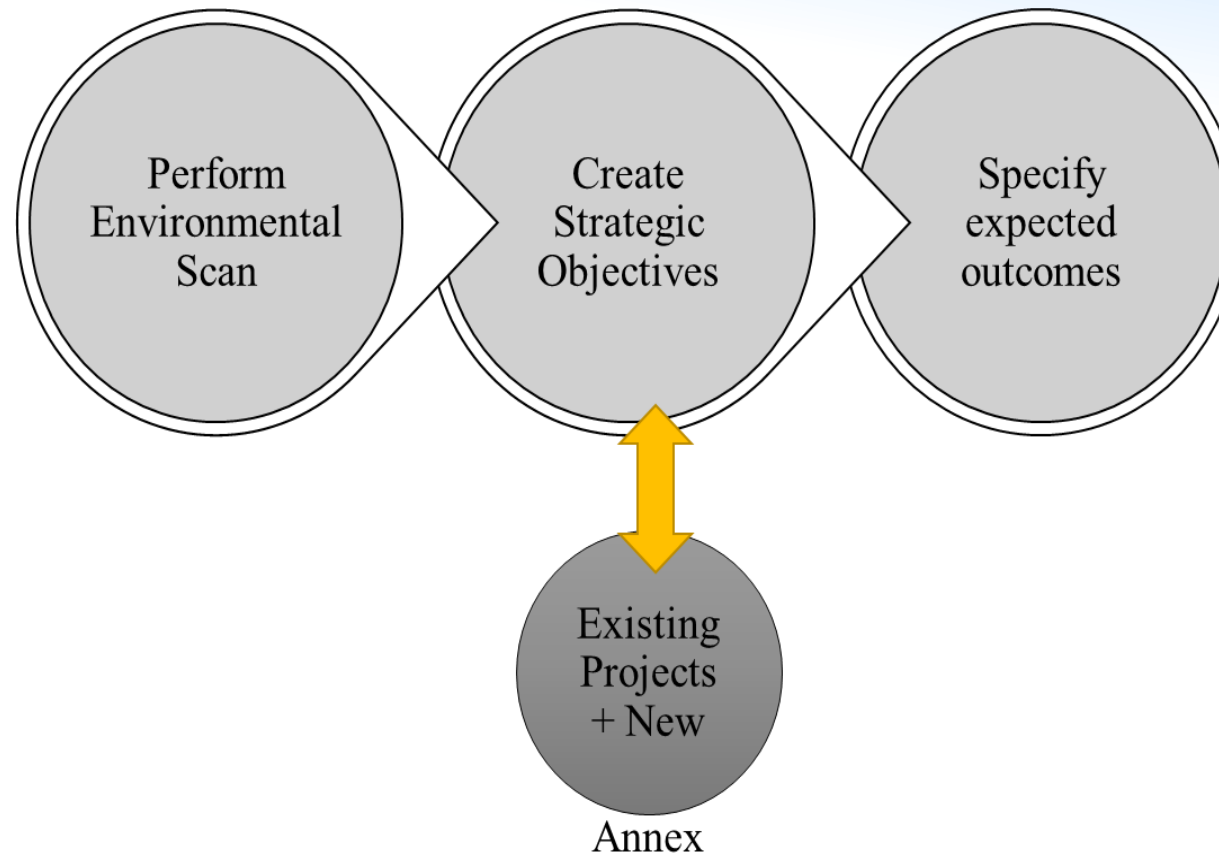 Perform
Environmental
Scan
Create
Strategic
Objectives
Specify
expected
outcomes
Existing
Projects
+ New
Annex